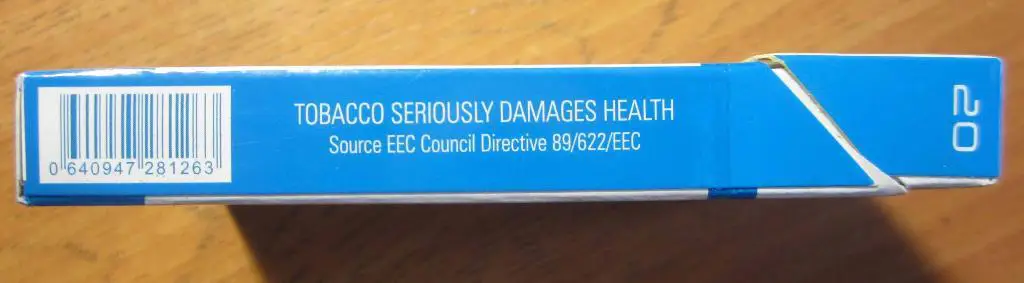 TOBACCO SERIOUSLY DAMAGES HEALTH
Source EEC Council Directive 89/622/EEC
0 640947 281263
20